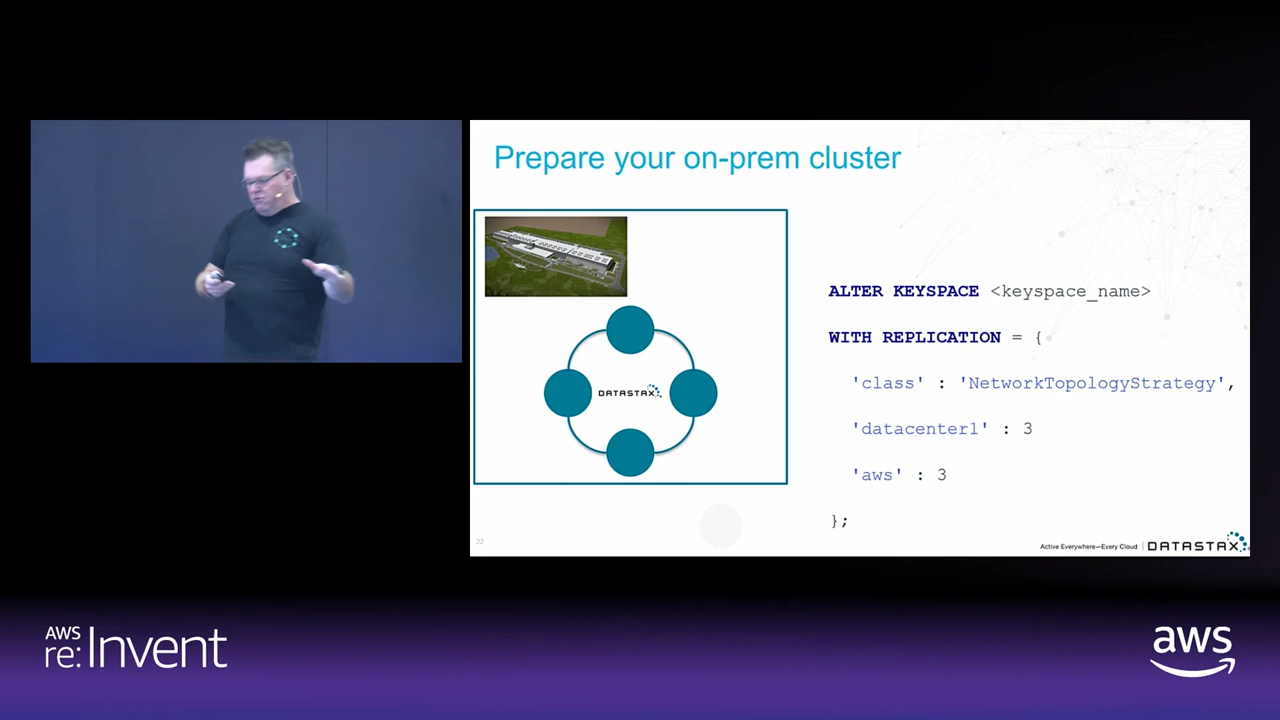 Prepare your on-prem cluster
DATASTAX
ALTER KEYSPACE <keyspace_name>
WITH REPLICATION = {
'class' : 'NetworkTopologyStrategy',
'datacenter1' : 3
'aws' : 3
};
22
Active Everywhere—Every Cloud | DATASTAX
AWS
re:Invent
aws